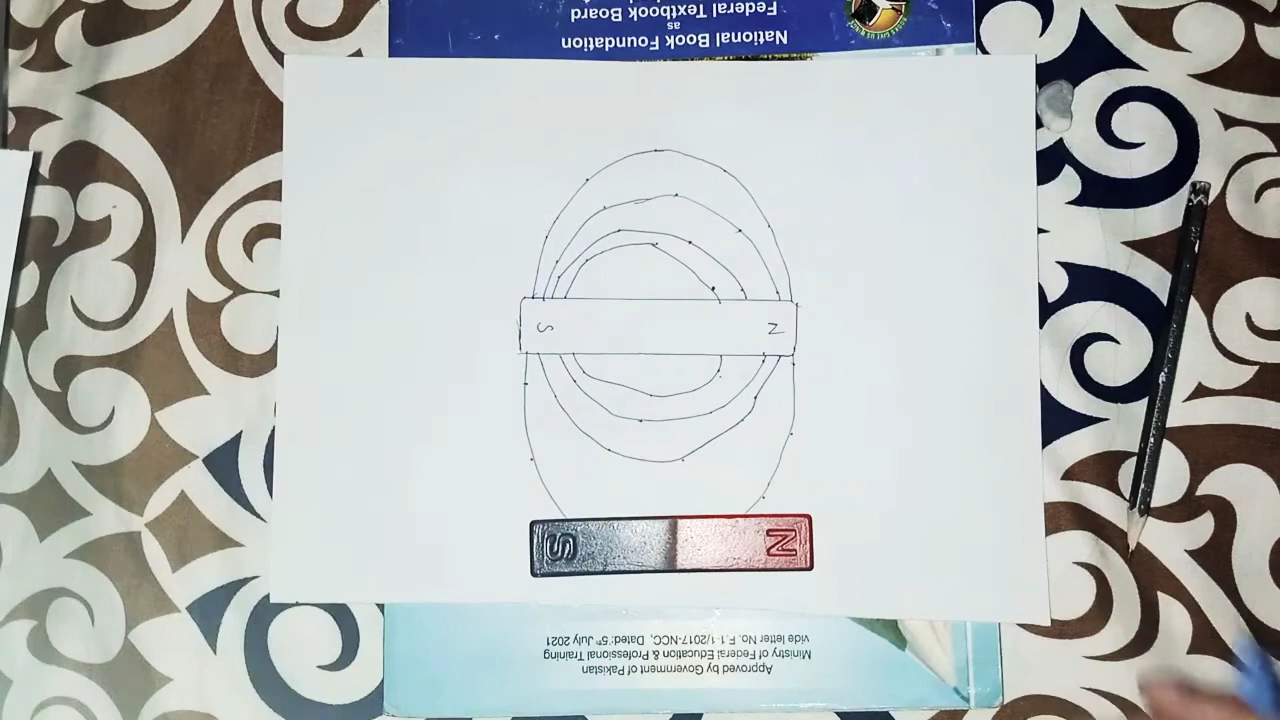 National Book Foundation
as
Federal Textbook Board
S N
S N
Approved by Government of Pakistan
Ministry of Federal Education & Professional Training
vide letter No. F.1-1/2017-NCC, Dated: 5th July 2021